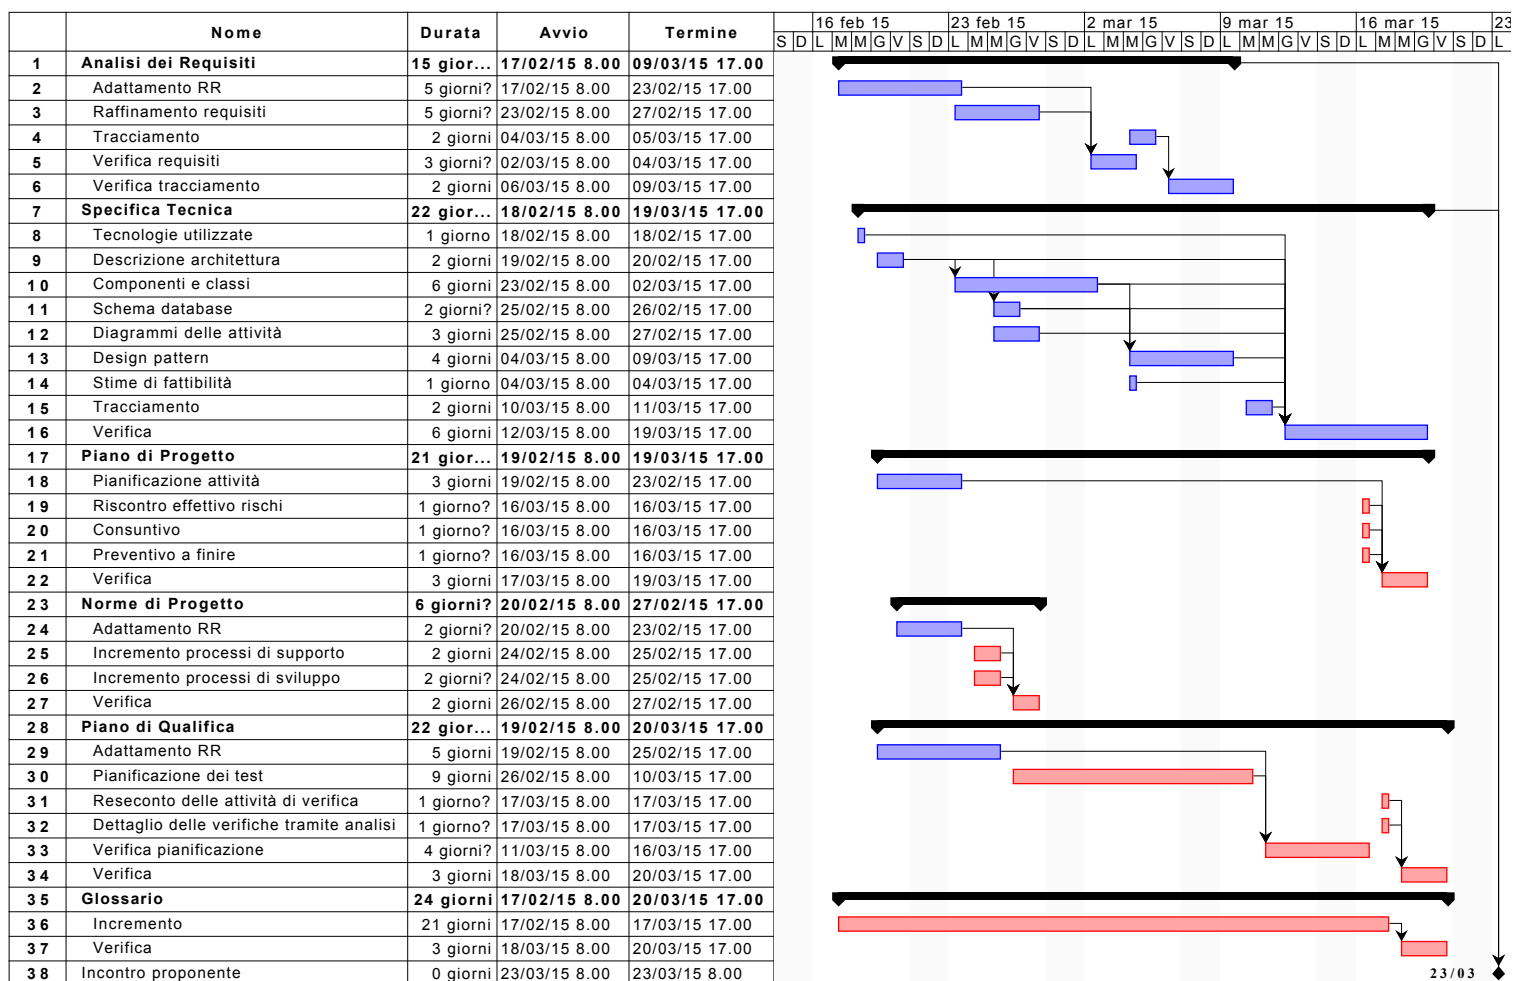 16 feb 15 23 feb 15 2 mar 15 9 mar 15 16 mar 15 23
Nome Durata Avvio Termine
S D L M M G V S D L M M G V S D L M M G V S D L M M G V S D L M M G V S D L
1 Analisi dei Requisiti 15 gior... 17/02/15 8.00 09/03/15 17.00
2 Adattamento RR 5 giorni? 17/02/15 8.00 23/02/15 17.00
3 Raffinamento requisiti 5 giorni? 23/02/15 8.00 27/02/15 17.00
4 Tracciamento 2 giorni 04/03/15 8.00 05/03/15 17.00
5 Verifica requisiti 3 giorni? 02/03/15 8.00 04/03/15 17.00
6 Verifica tracciamento 2 giorni 06/03/15 8.00 09/03/15 17.00
7 Specifica Tecnica 22 gior... 18/02/15 8.00 19/03/15 17.00
8 Tecnologie utilizzate 1 giorno 18/02/15 8.00 18/02/15 17.00
9 Descrizione architettura 2 giorni 19/02/15 8.00 20/02/15 17.00
10 Componenti e classi 6 giorni 23/02/15 8.00 02/03/15 17.00
11 Schema database 2 giorni? 25/02/15 8.00 26/02/15 17.00
12 Diagrammi delle attività 3 giorni 25/02/15 8.00 27/02/15 17.00
13 Design pattern 4 giorni 04/03/15 8.00 09/03/15 17.00
14 Stime di fattibilità 1 giorno 04/03/15 8.00 04/03/15 17.00
15 Tracciamento 2 giorni 10/03/15 8.00 11/03/15 17.00
16 Verifica 6 giorni 12/03/15 8.00 19/03/15 17.00
17 Piano di Progetto 21 gior... 19/02/15 8.00 19/03/15 17.00
18 Pianificazione attività 3 giorni 19/02/15 8.00 23/02/15 17.00
19 Riscontro effettivo rischi 1 giorno? 16/03/15 8.00 16/03/15 17.00
20 Consuntivo 1 giorno? 16/03/15 8.00 16/03/15 17.00
21 Preventivo a finire 1 giorno? 16/03/15 8.00 16/03/15 17.00
22 Verifica 3 giorni 17/03/15 8.00 19/03/15 17.00
23 Norme di Progetto 6 giorni? 20/02/15 8.00 27/02/15 17.00
24 Adattamento RR 2 giorni? 20/02/15 8.00 23/02/15 17.00
25 Incremento processi di supporto 2 giorni 24/02/15 8.00 25/02/15 17.00
26 Incremento processi di sviluppo 2 giorni? 24/02/15 8.00 25/02/15 17.00
27 Verifica 2 giorni 26/02/15 8.00 27/02/15 17.00
28 Piano di Qualifica 22 gior... 19/02/15 8.00 20/03/15 17.00
29 Adattamento RR 5 giorni 19/02/15 8.00 25/02/15 17.00
30 Pianificazione dei test 9 giorni 26/02/15 8.00 10/03/15 17.00
31 Reseconto delle attività di verifica 1 giorno? 17/03/15 8.00 17/03/15 17.00
32 Dettaglio delle verifiche tramite analisi 1 giorno? 17/03/15 8.00 17/03/15 17.00
33 Verifica pianificazione 4 giorni? 11/03/15 8.00 16/03/15 17.00
34 Verifica 3 giorni 18/03/15 8.00 20/03/15 17.00
35 Glossario 24 giorni 17/02/15 8.00 20/03/15 17.00
36 Incremento 21 giorni 17/02/15 8.00 17/03/15 17.00
37 Verifica 3 giorni 18/03/15 8.00 20/03/15 17.00
38 Incontro proponente 0 giorni 23/03/15 8.00 23/03/15 8.00 23/03